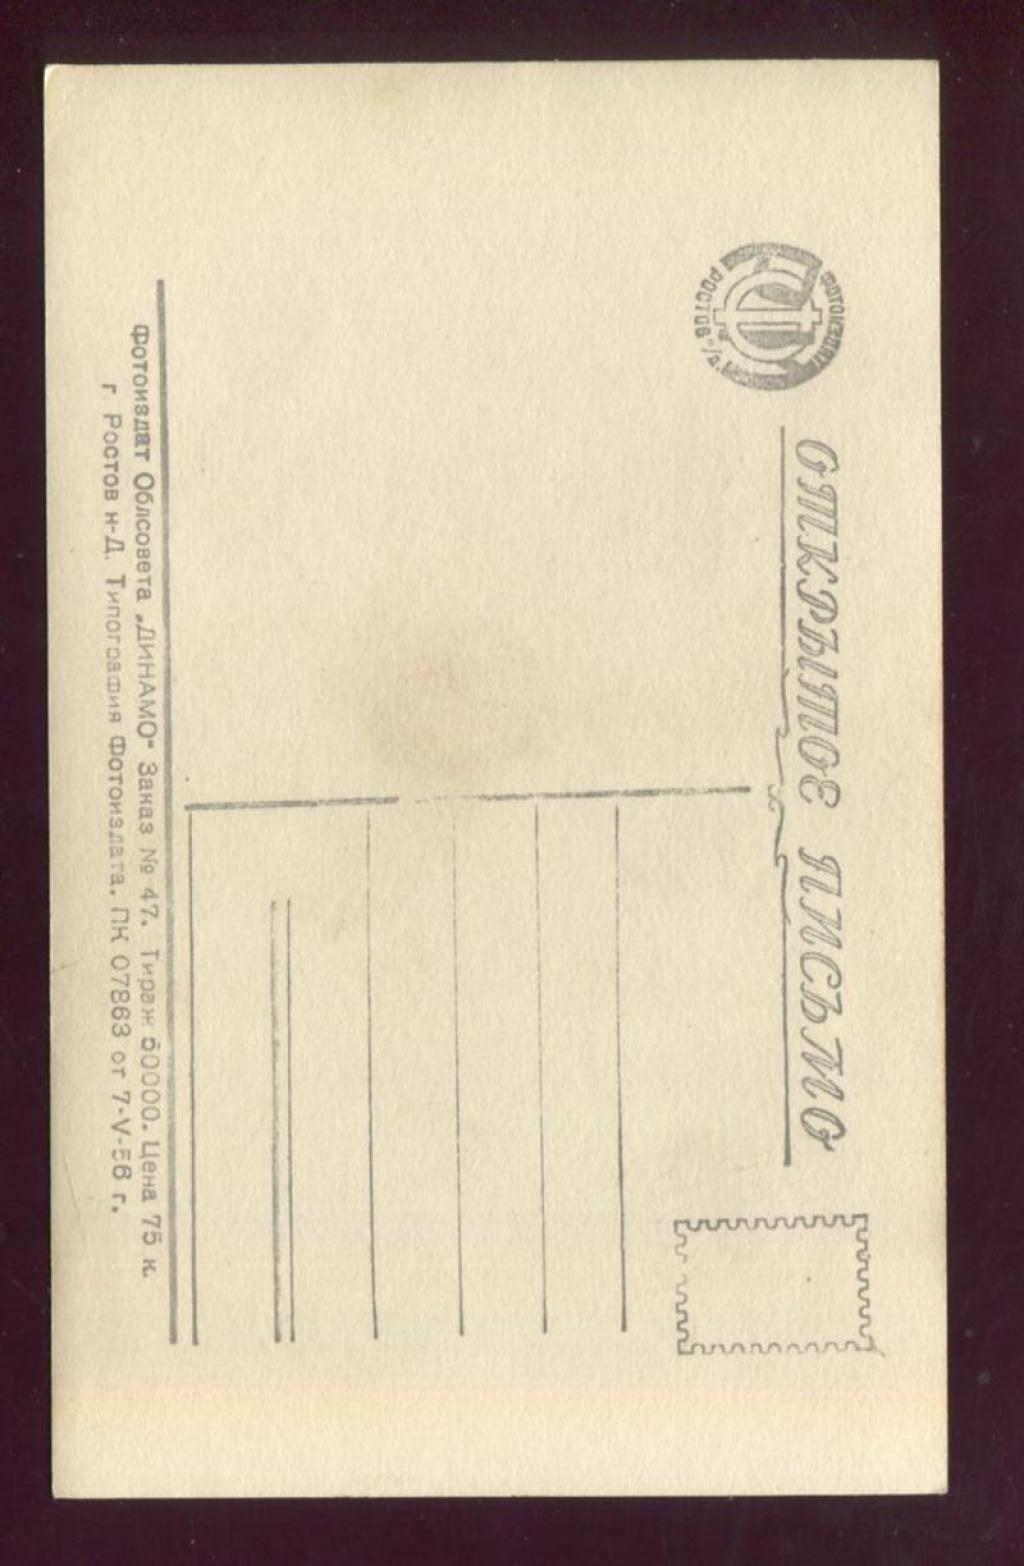 ФОТОИЗДАТ
РОСТОВ н/Д.
ОТКРЫТОЕ ПИСЬМО
Фотоиздат Облсовета „ДИНАМО" Заказ № 47. Тираж 50000. Цена 75 к.
г. Ростов н-Д. Типография Фотоиздата. ПК 07863 от 7-V-56 г.